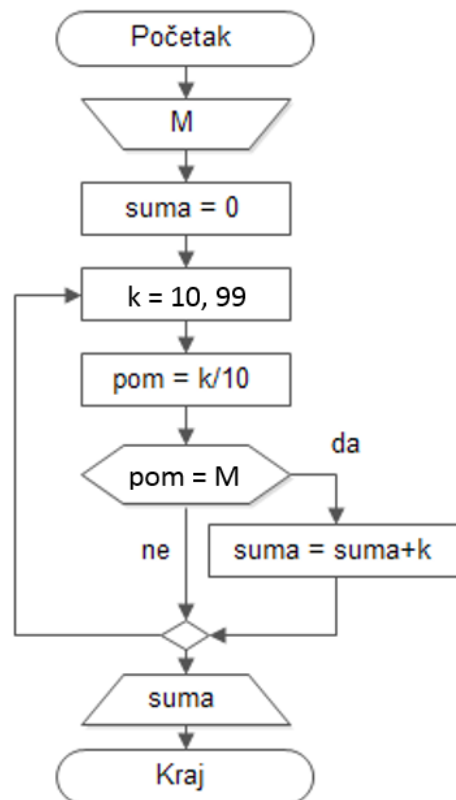 Početak
M
suma = 0
k = 10, 99
pom = k/10
pom = M
da
ne
suma = suma+k
suma
Kraj